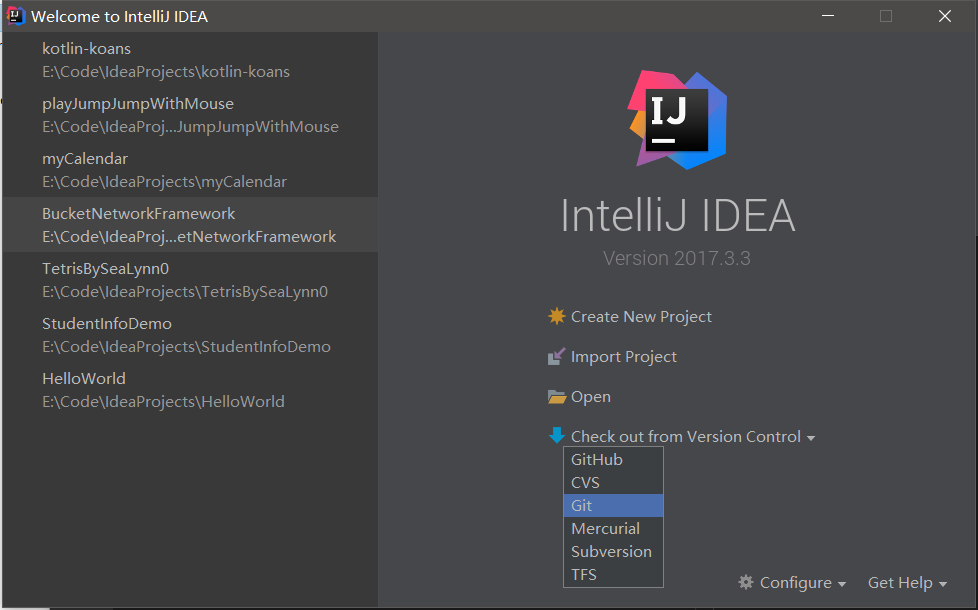 Welcome to IntelliJ IDEA
kotlin-koans
E:\Code\IdeaProjects\kotlin-koans
playJumpJumpWithMouse
E:\Code\IdeaProj...JumpJumpWithMouse
myCalendar
E:\Code\IdeaProjects\myCalendar
BucketNetworkFramework
E:\Code\IdeaProj...etNetworkFramework
TetrisBySeaLynn0
E:\Code\IdeaProjects\TetrisBySeaLynn0
StudentInfoDemo
E:\Code\IdeaProjects\StudentInfoDemo
HelloWorld
E:\Code\IdeaProjects\HelloWorld
IJ
IntelliJ IDEA
Version 2017.3.3
Create New Project
Import Project
Open
Check out from Version Control
GitHub
CVS
Git
Mercurial
Subversion
TFS
Configure
Get Help